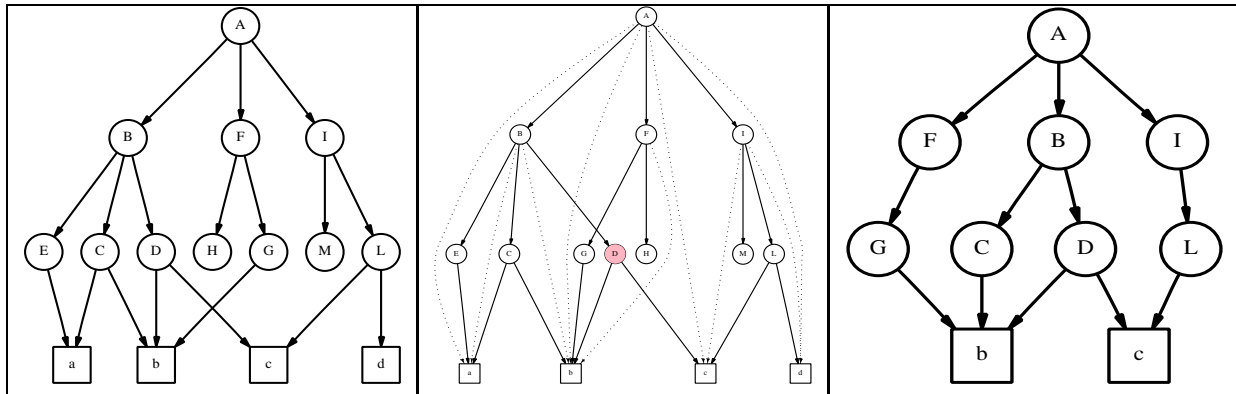 A
B F I
E C D H G M L
a b c d
A
B F I
E C G D H M L
a b c d
A
F B I
G C D L
b c